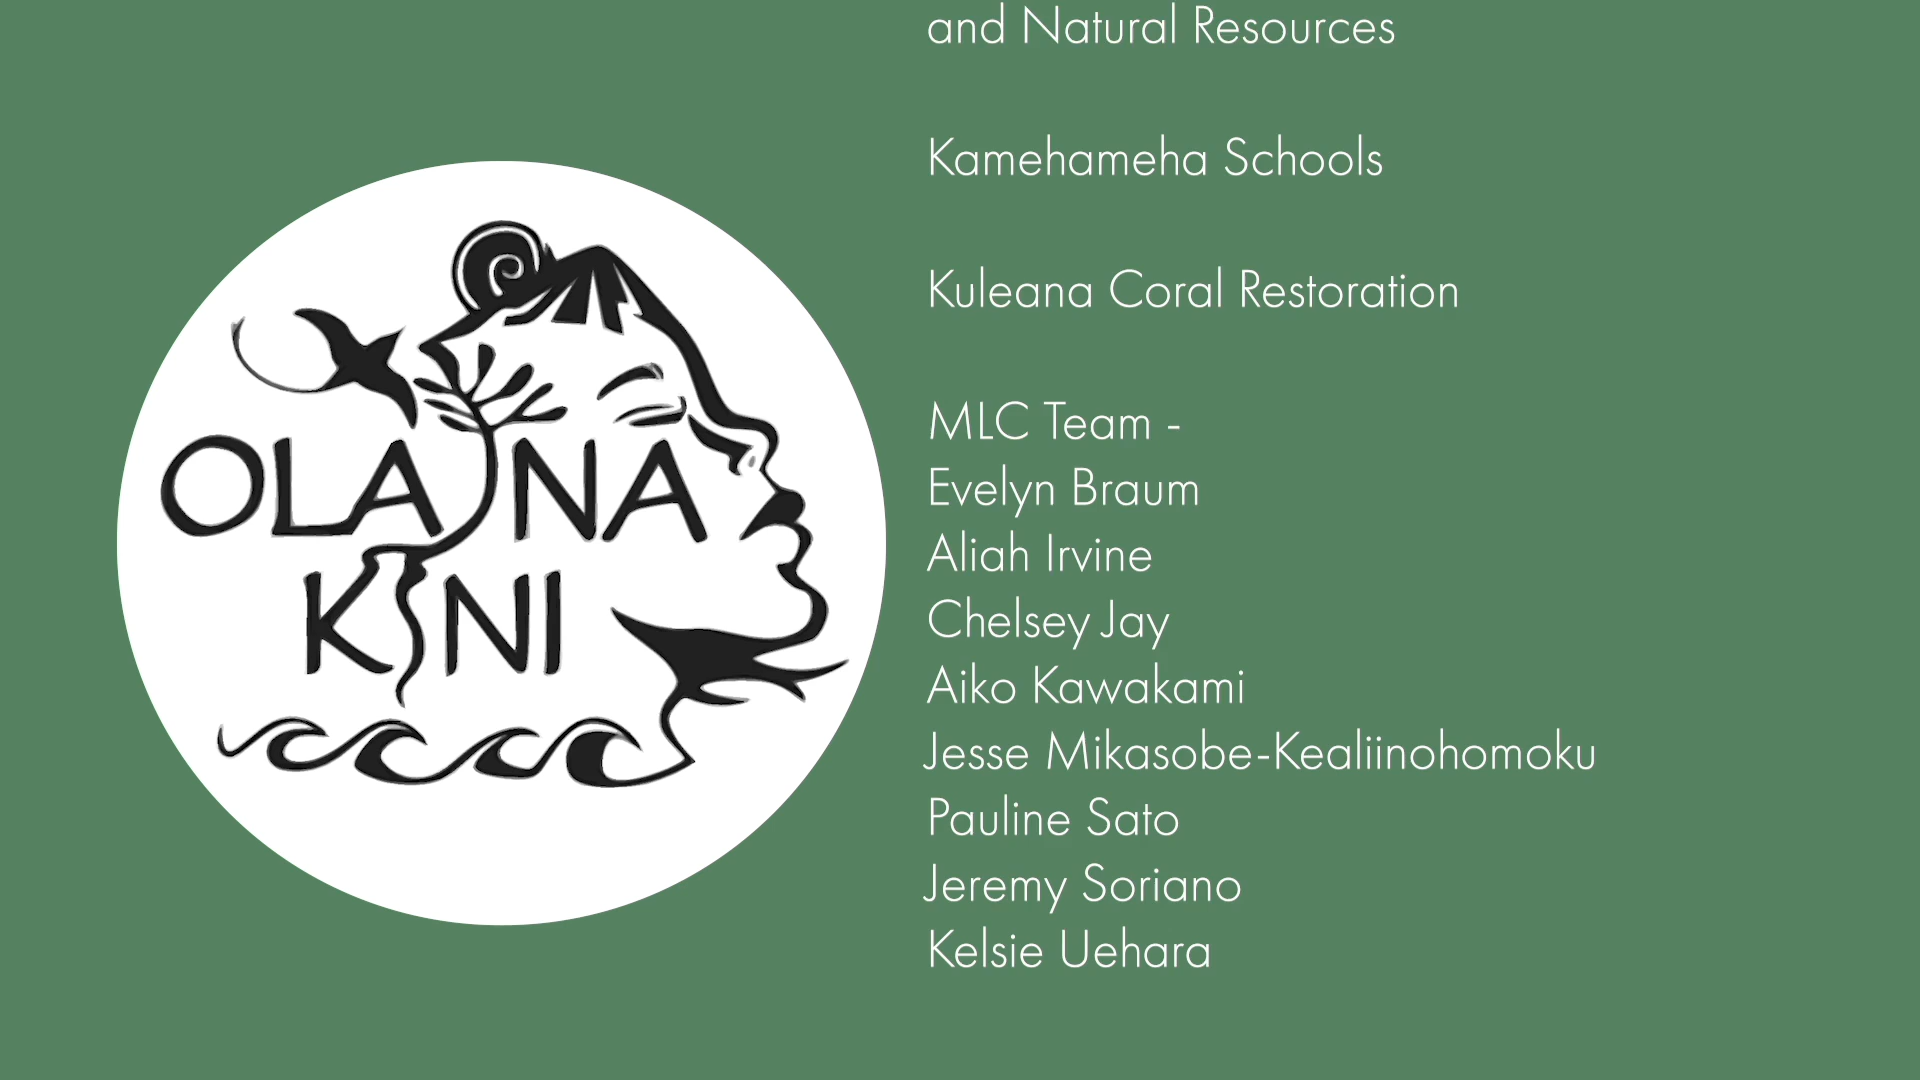 OLA NA
KINI
and Natural Resources
Kamehameha Schools
Kuleana Coral Restoration
MLC Team -
Evelyn Braum
Aliah Irvine
Chelsey Jay
Aiko Kawakami
Jesse Mikasobe-Kealiinohomoku
Pauline Sato
Jeremy Soriano
Kelsie Uehara